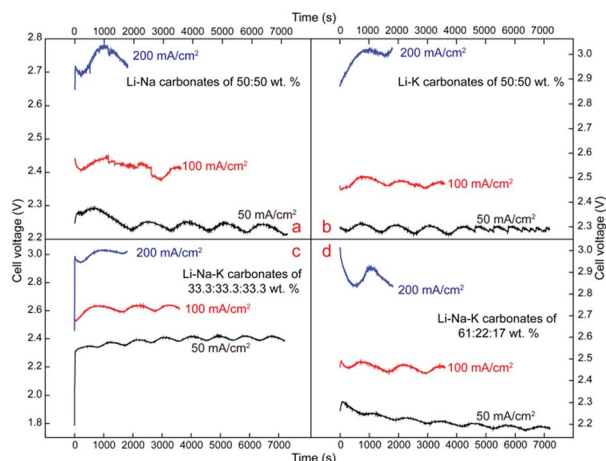 Time (s)
0 1000 2000 3000 4000 5000 6000 7000
0 1000 2000 3000 4000 5000 6000 7000
Cell voltage (V)
2.8
2.7
2.6
2.5
2.4
2.3
2.2
200 mA/cm²
Li-Na carbonates of 50:50 wt. %
100 mA/cm²
50 mA/cm²
a
200 mA/cm²
Li-K carbonates of 50:50 wt. %
100 mA/cm²
50 mA/cm²
b
3.0
2.9
2.8
2.7
2.6
2.5
2.4
2.3
3.0
2.8
2.6
2.4
2.2
2.0
1.8
200 mA/cm²
c
Li-Na-K carbonates of
33.3:33.3:33.3 wt. %
100 mA/cm²
50 mA/cm²
d
200 mA/cm²
Li-Na-K carbonates of
61:22:17 wt. %
100 mA/cm²
50 mA/cm²
3.0
2.9
2.8
2.7
2.6
2.5
2.4
2.3
2.2
Cell voltage (V)
0 1000 2000 3000 4000 5000 6000 7000
0 1000 2000 3000 4000 5000 6000 7000
Time (s)